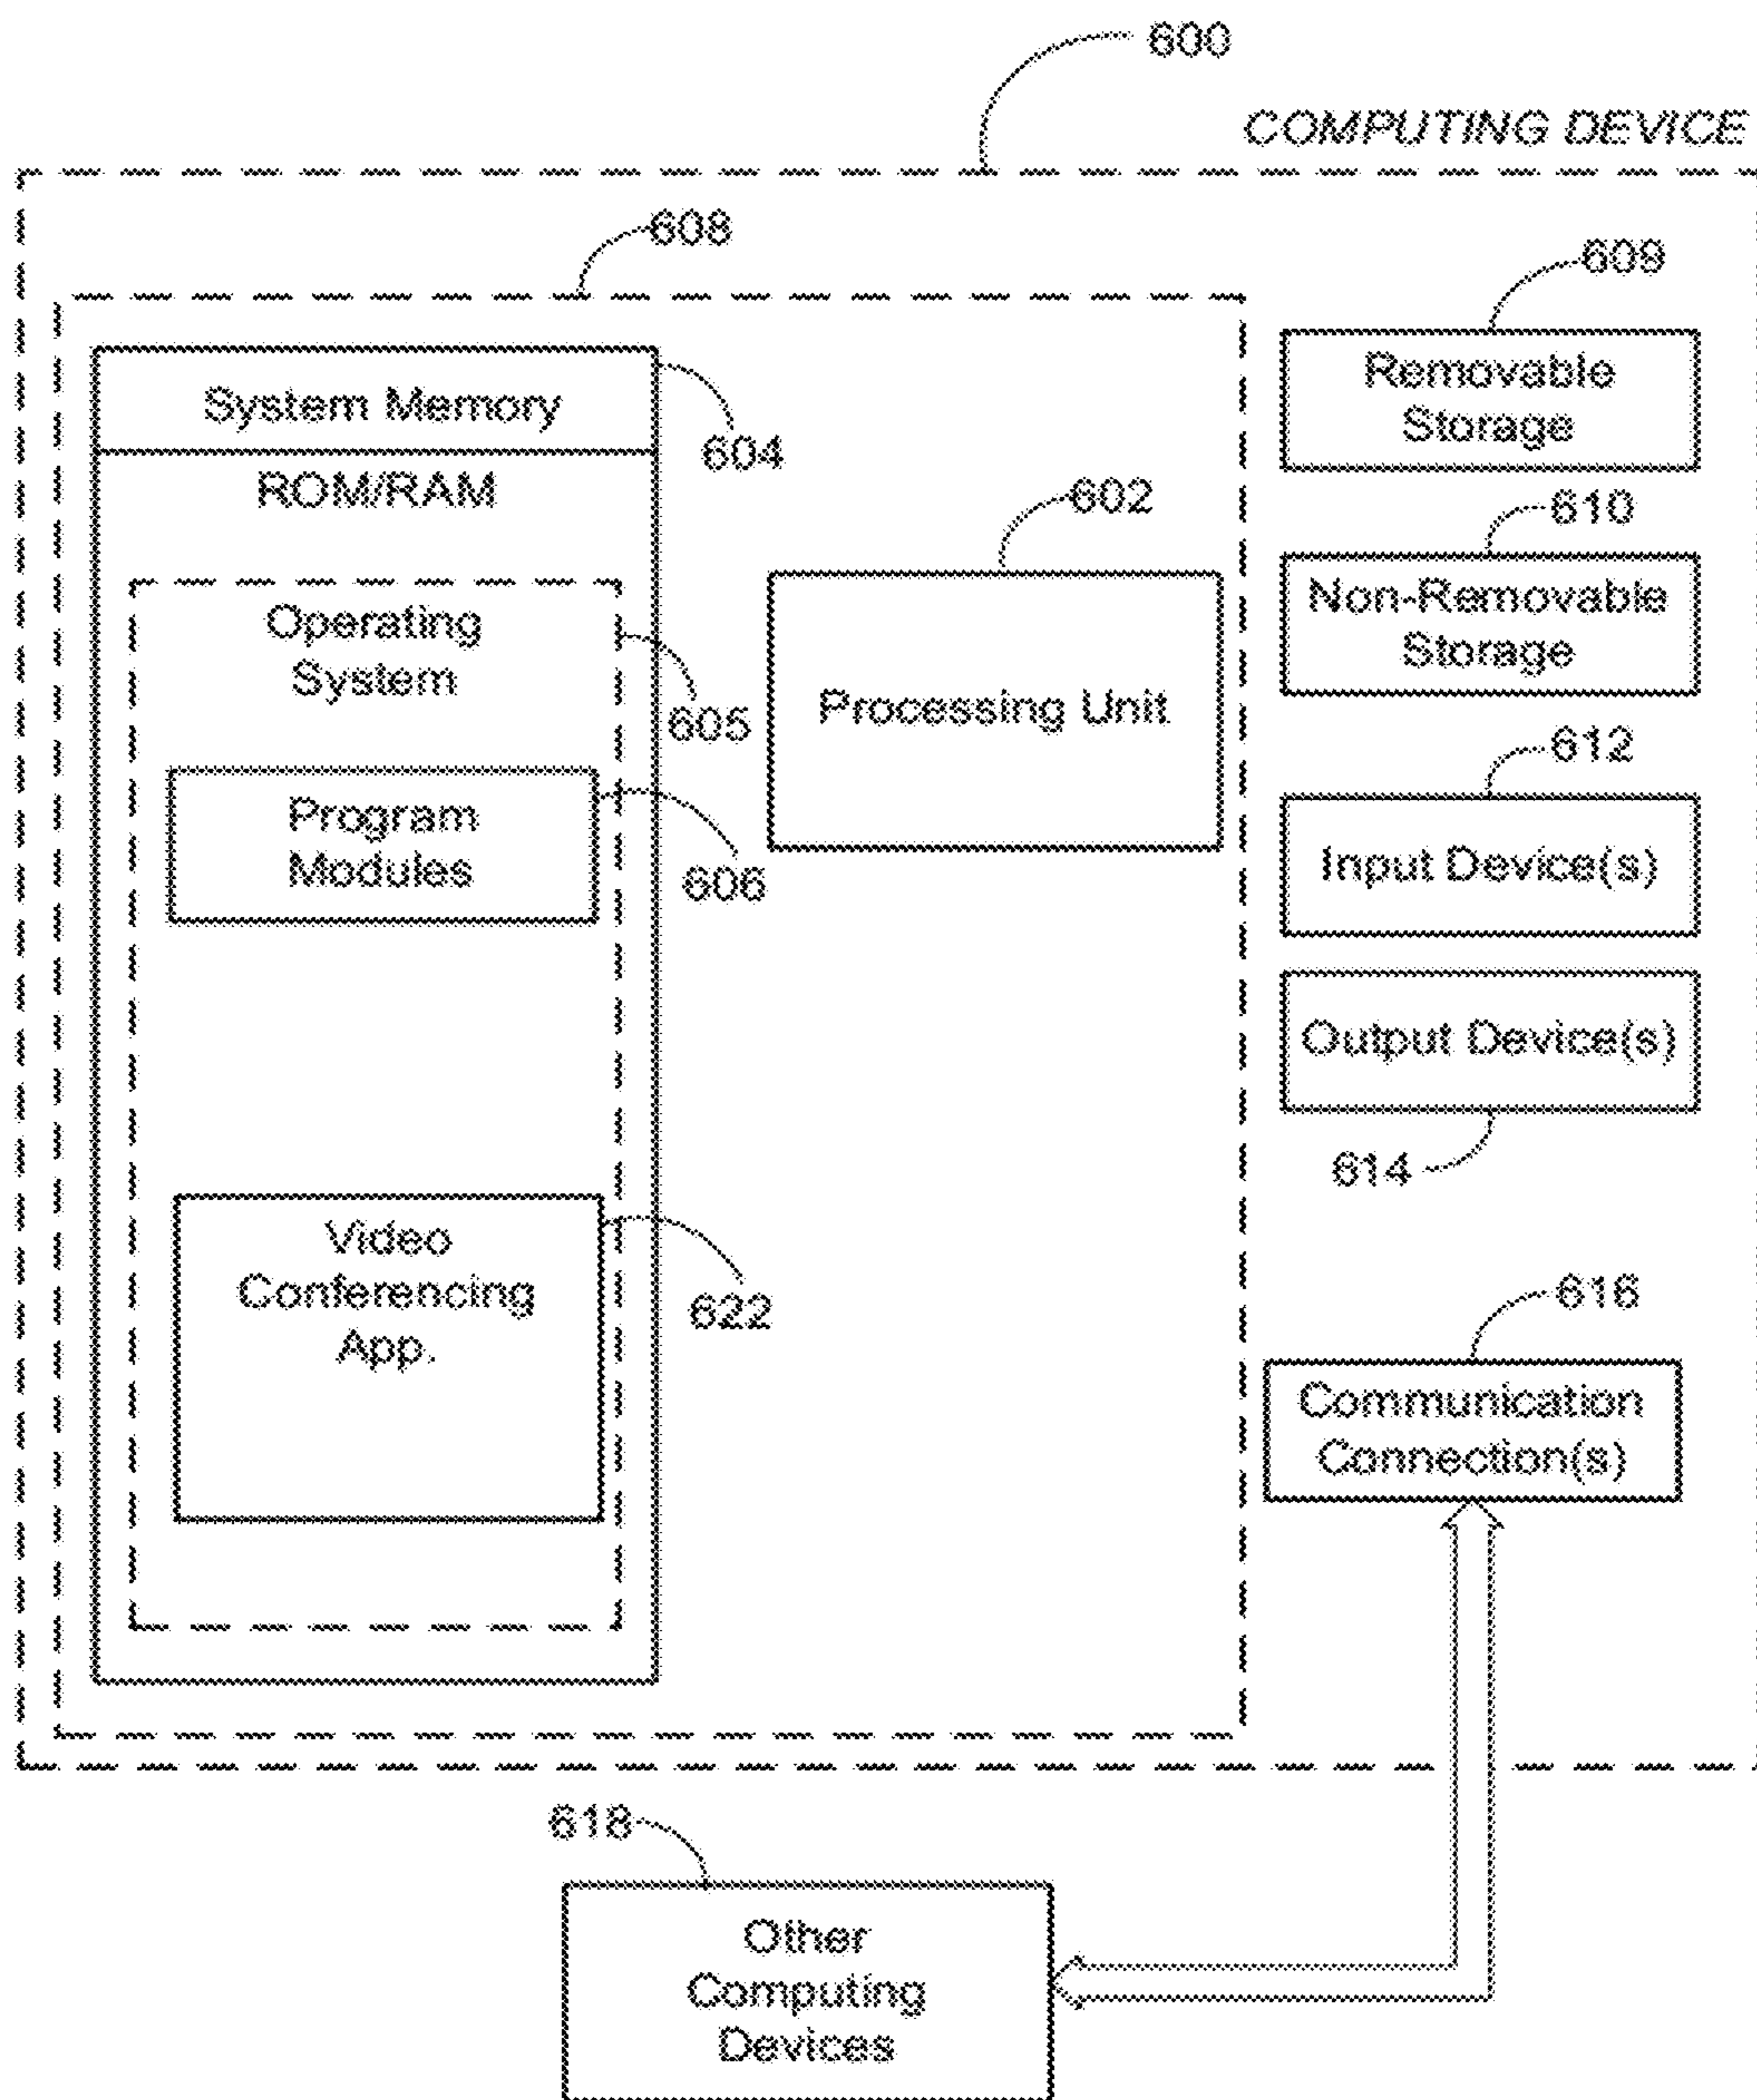 600
COMPUTING DEVICE
608
609
System Memory
604
ROM/RAM
Removable
Storage
602
610
Operating
System
605
Non-Removable
Storage
Processing Unit
612
Program
Modules
606
Input Device(s)
Output Device(s)
614
Video
Conferencing
App.
622
616
Communication
Connection(s)
618
Other
Computing
Devices